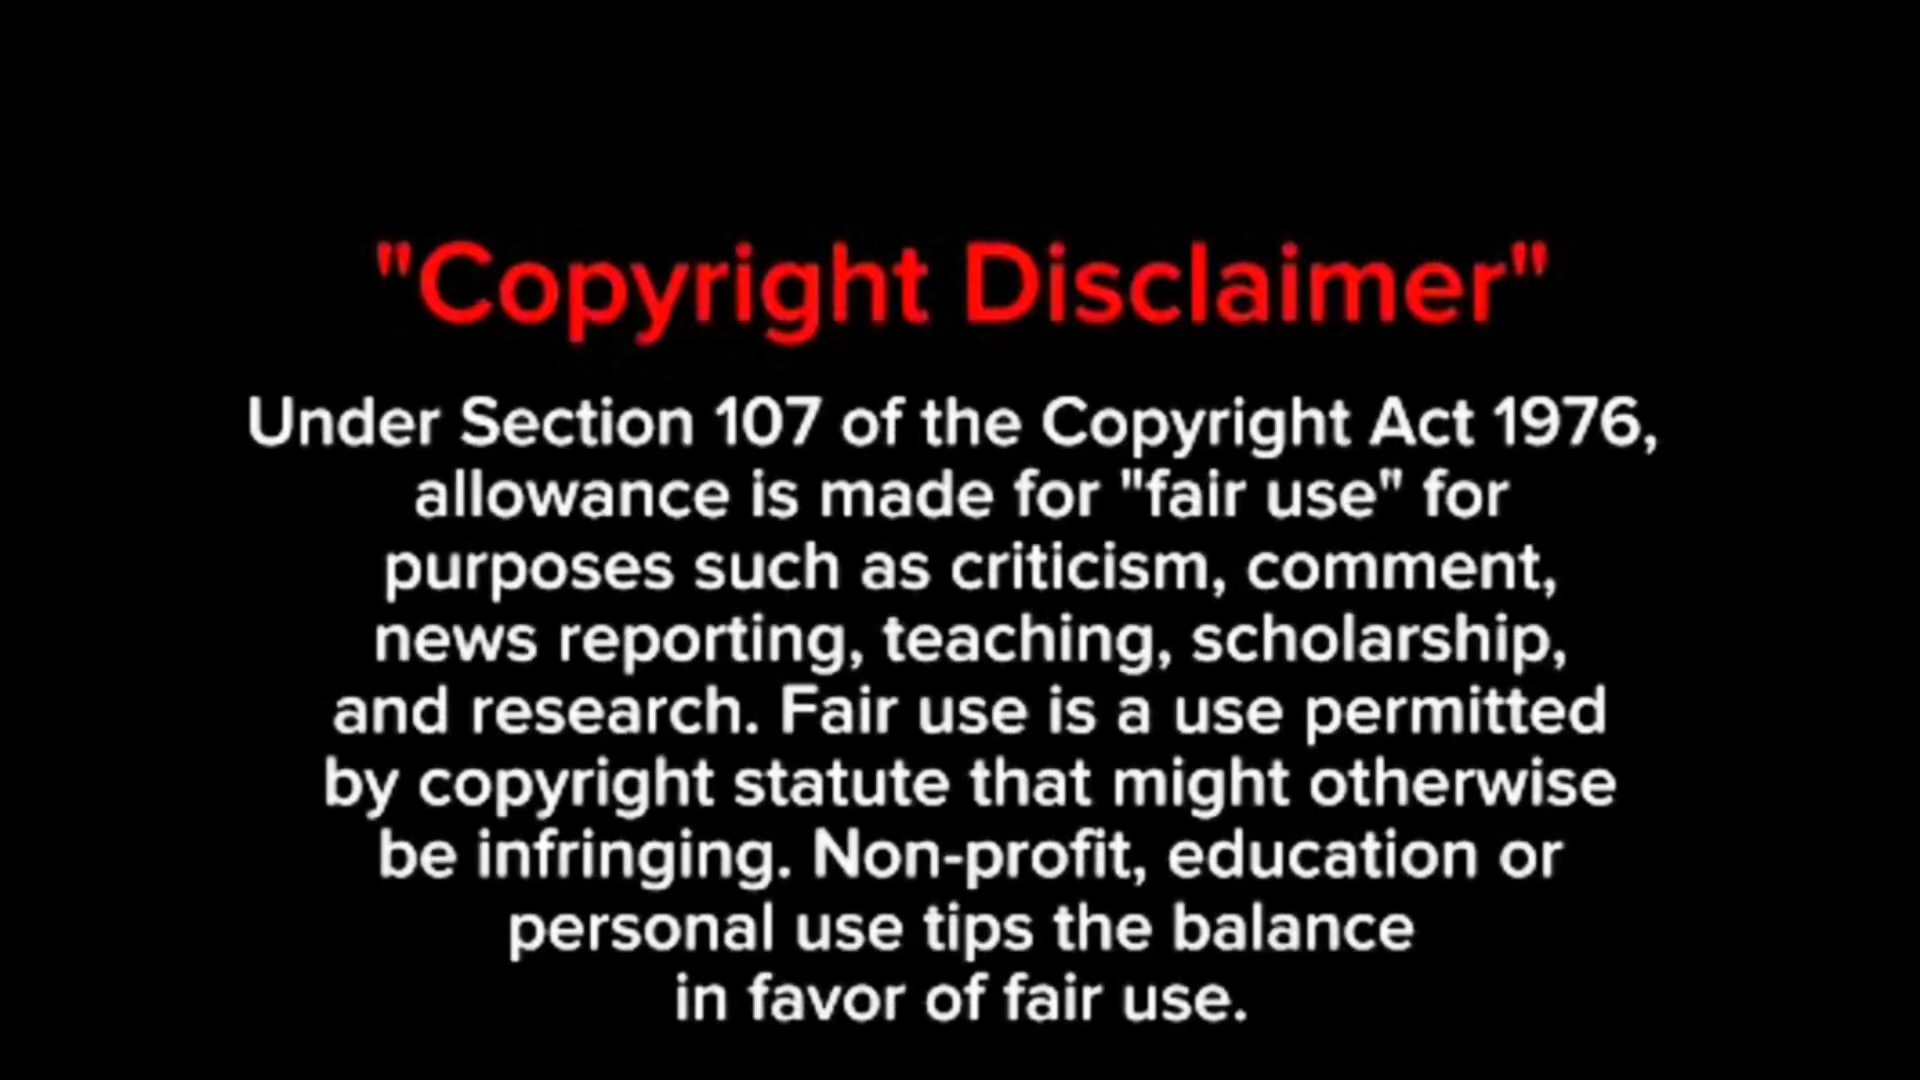 "Copyright Disclaimer"
Under Section 107 of the Copyright Act 1976,
allowance is made for "fair use" for
purposes such as criticism, comment,
news reporting, teaching, scholarship,
and research. Fair use is a use permitted
by copyright statute that might otherwise
be infringing. Non-profit, education or
personal use tips the balance
in favor of fair use.